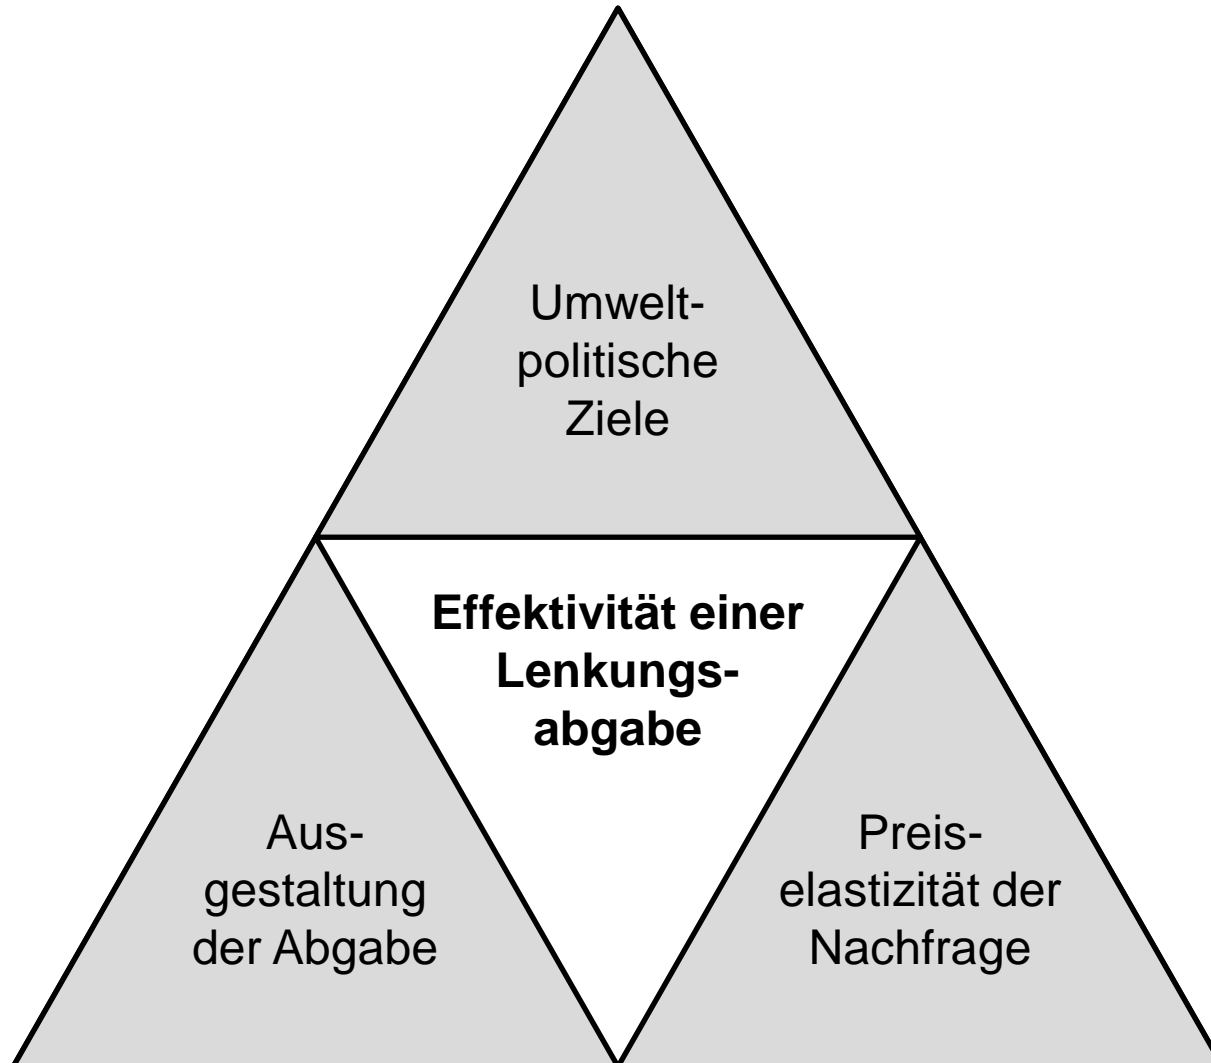 Umwelt-
politische
Ziele
Effektivität einer
Lenkungs-
abgabe
Aus-
gestaltung
der Abgabe
Preis-
elastizität der
Nachfrage